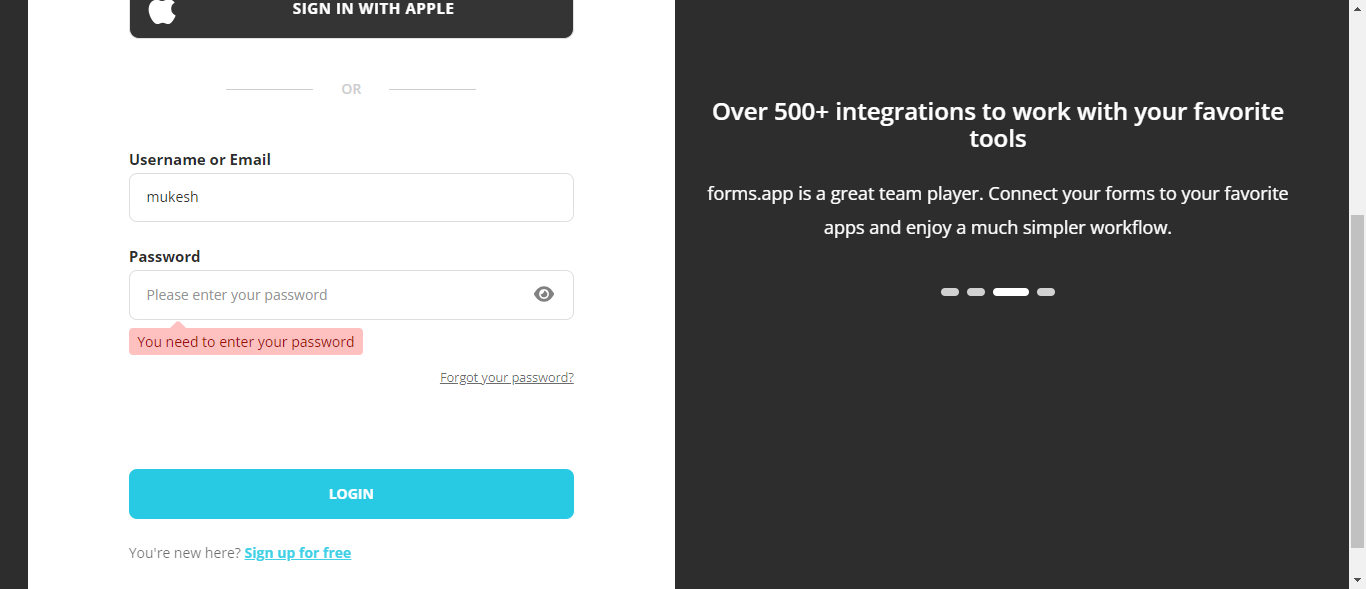 SIGN IN WITH APPLE
OR
Username or Email
mukesh
Password
Please enter your password
You need to enter your password
Forgot your password?
LOGIN
You're new here? Sign up for free
Over 500+ integrations to work with your favorite
tools
forms.app is a great team player. Connect your forms to your favorite
apps and enjoy a much simpler workflow.